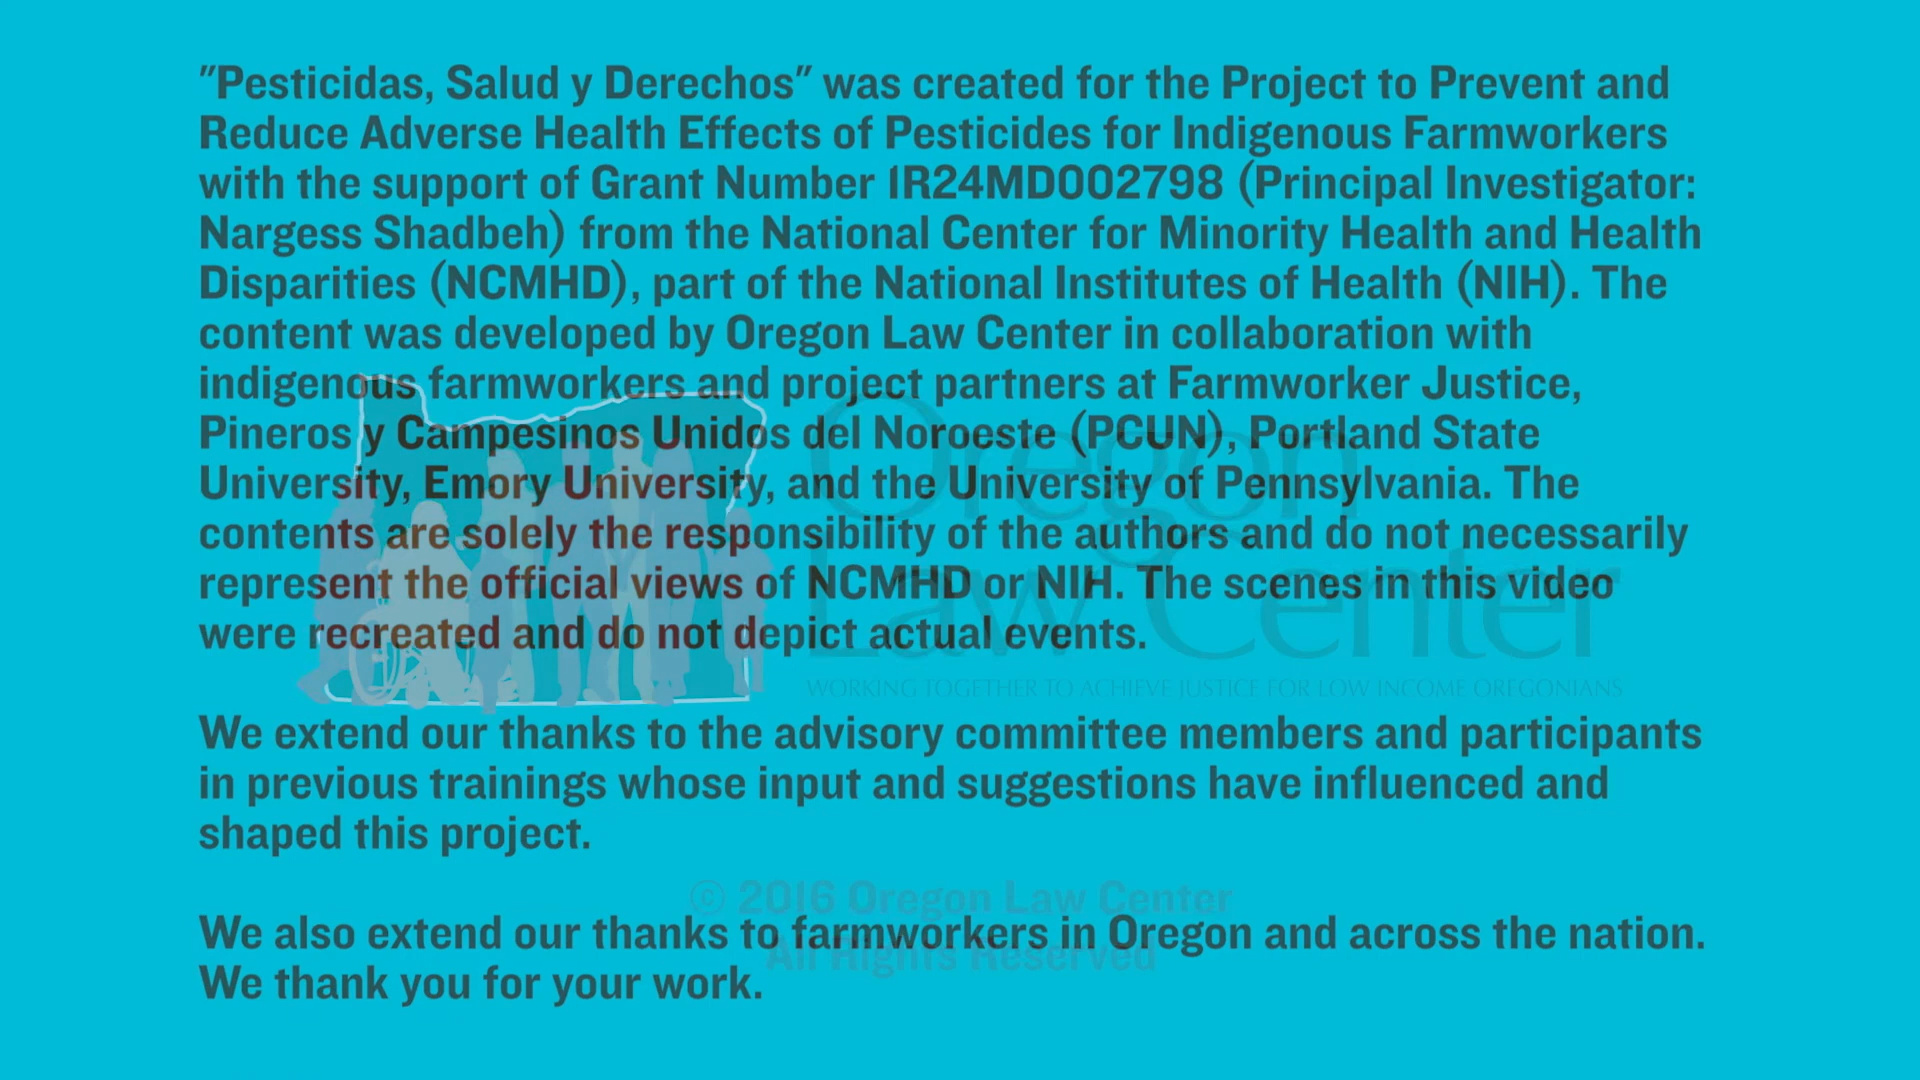 "Pesticidas, Salud y Derechos" was created for the Project to Prevent and
Reduce Adverse Health Effects of Pesticides for Indigenous Farmworkers
with the support of Grant Number 1R24MD002798 (Principal Investigator:
Nargess Shadbeh) from the National Center for Minority Health and Health
Disparities (NCMHD), part of the National Institutes of Health (NIH). The
content was developed by Oregon Law Center in collaboration with
indigenous farmworkers and project partners at Farmworker Justice,
Pineros y Campesinos Unidos del Noroeste (PCUN), Portland State
University, Emory University, and the University of Pennsylvania. The
contents are solely the responsibility of the authors and do not necessarily
represent the official views of NCMHD or NIH. The scenes in this video
were recreated and do not depict actual events.
Oregon
Law Center
WORKING TOGETHER TO ACHIEVE JUSTICE FOR LOW INCOME OREGONIANS
We extend our thanks to the advisory committee members and participants
in previous trainings whose input and suggestions have influenced and
shaped this project.
© 2016 Oregon Law Center
All Rights Reserved
We also extend our thanks to farmworkers in Oregon and across the nation.
We thank you for your work.